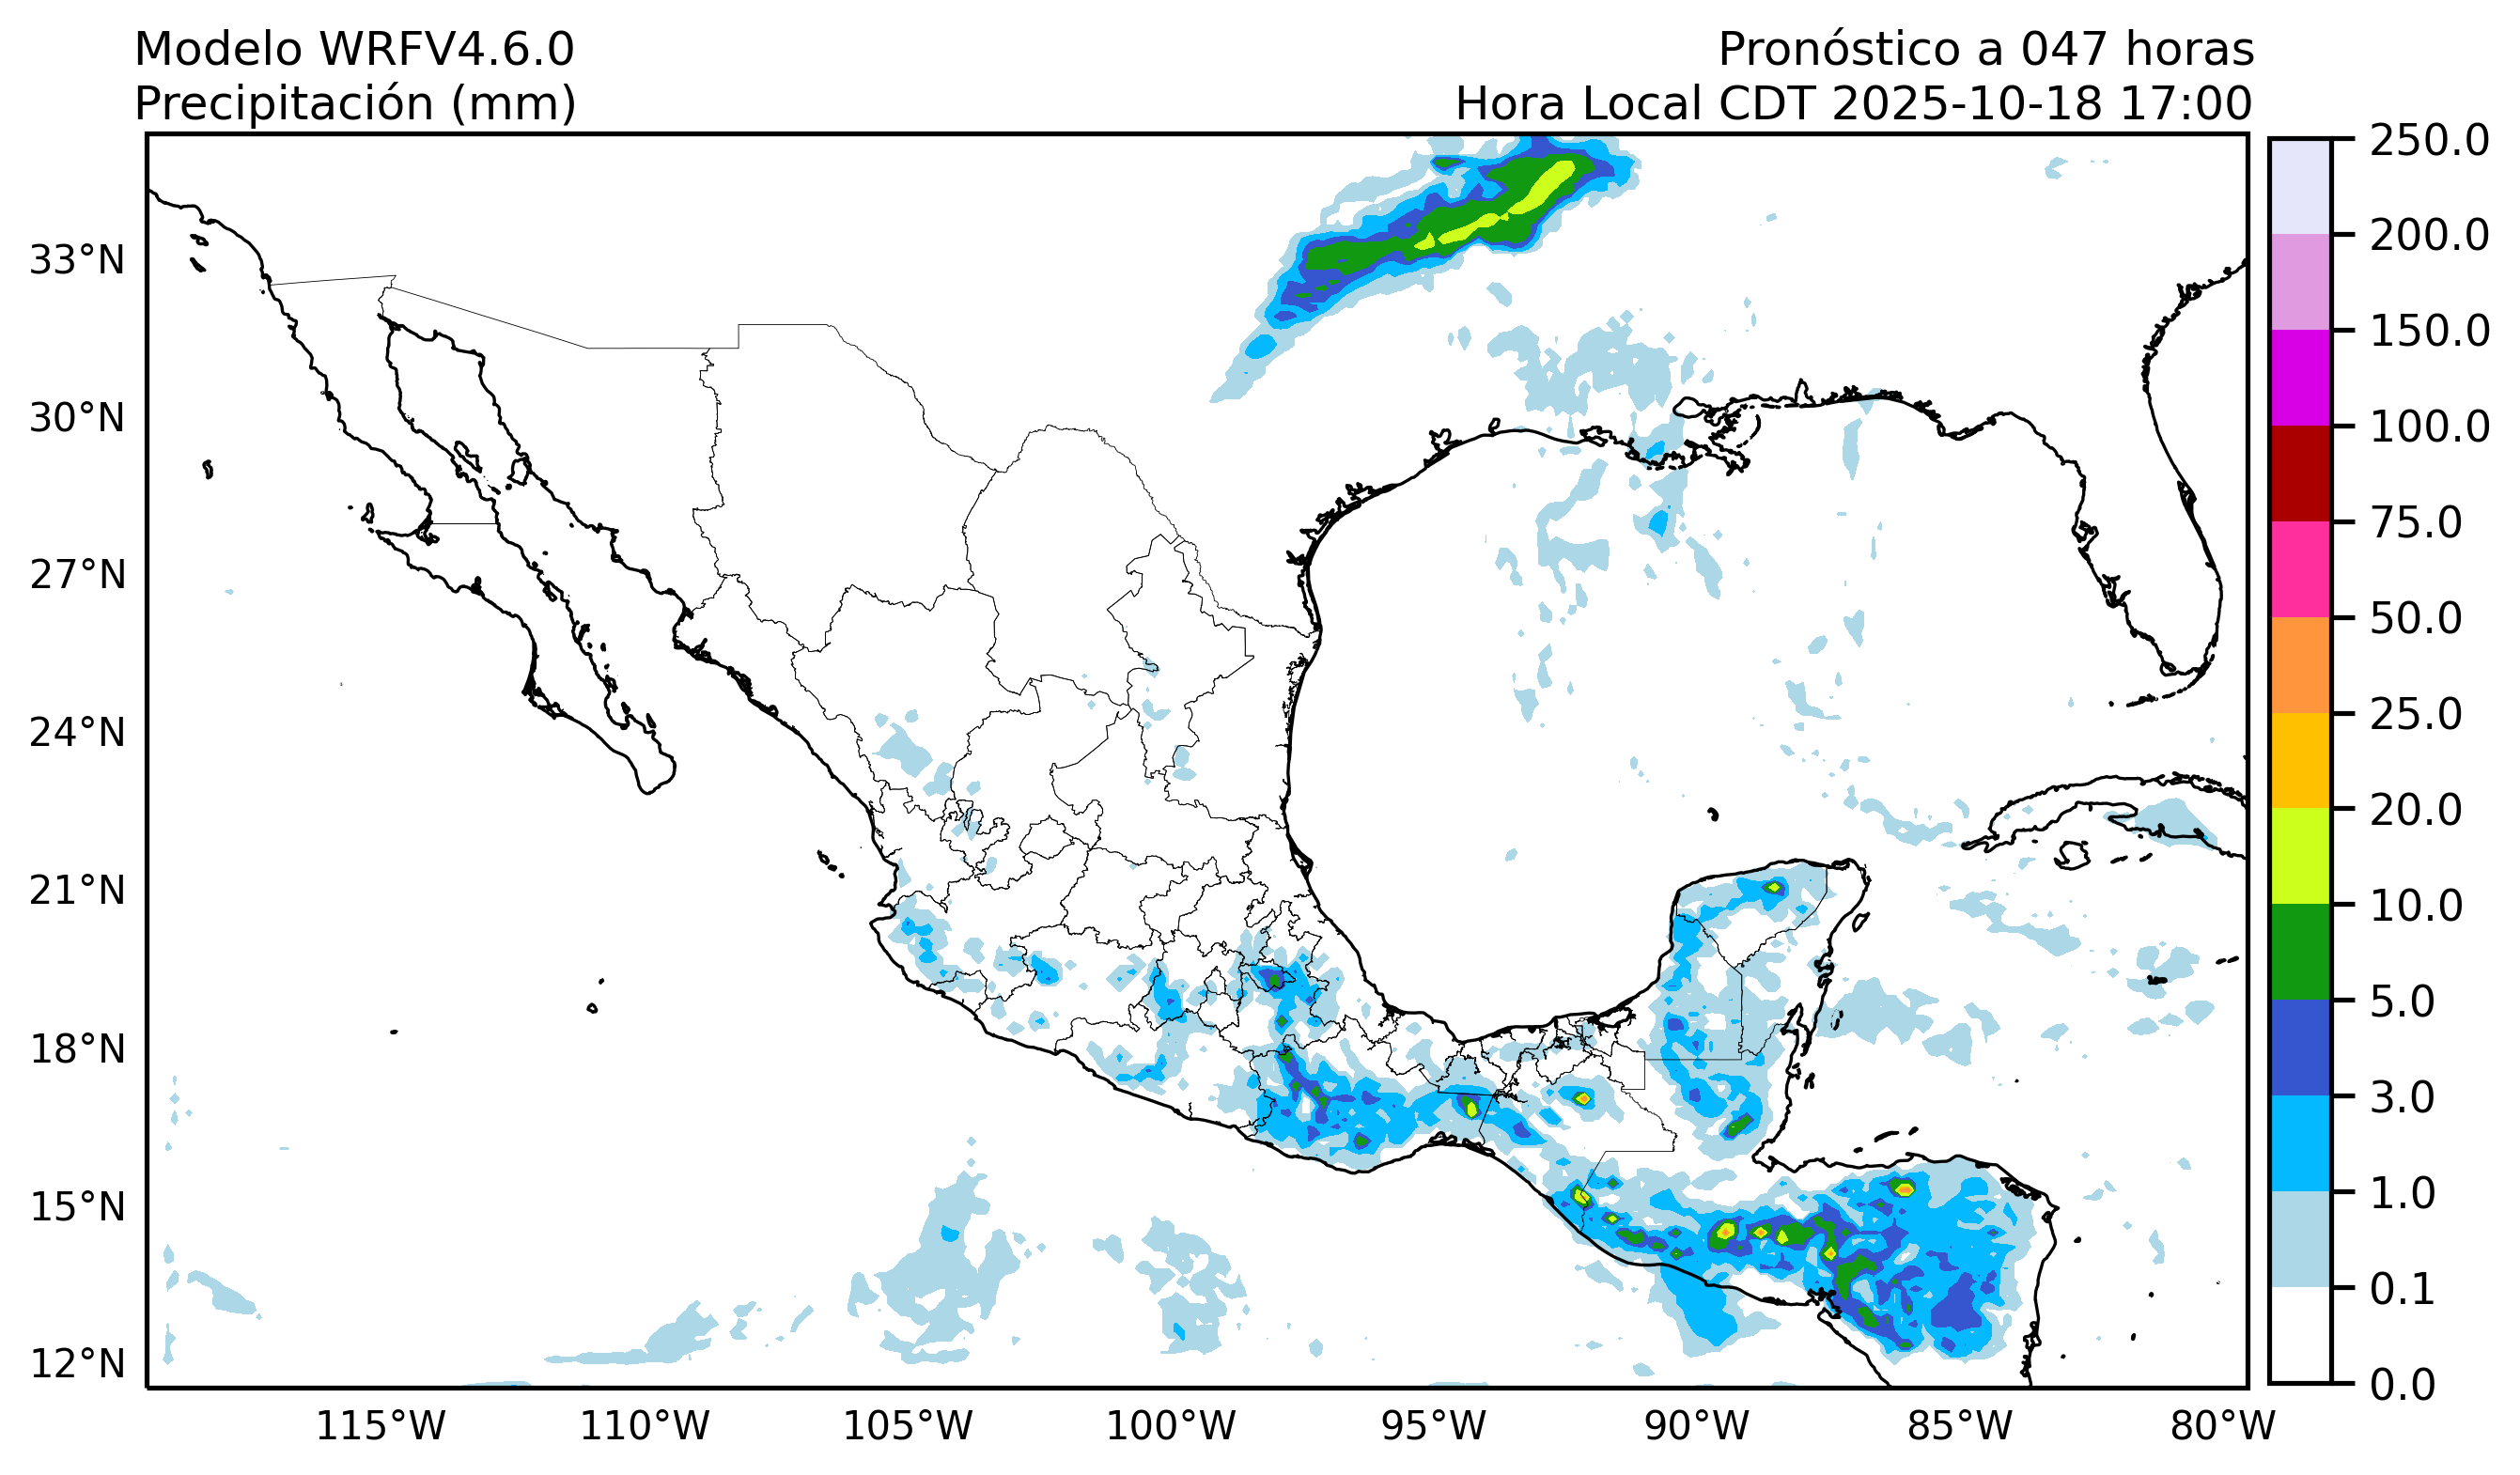 Modelo WRFV4.6.0
Precipitación (mm)
Pronóstico a 047 horas
Hora Local CDT 2025-10-18 17:00
33°N
30°N
27°N
24°N
21°N
18°N
15°N
12°N
115°W
110°W
105°W
100°W
95°W
90°W
85°W
80°W
250.0
200.0
150.0
100.0
75.0
50.0
25.0
20.0
10.0
5.0
3.0
1.0
0.1
0.0